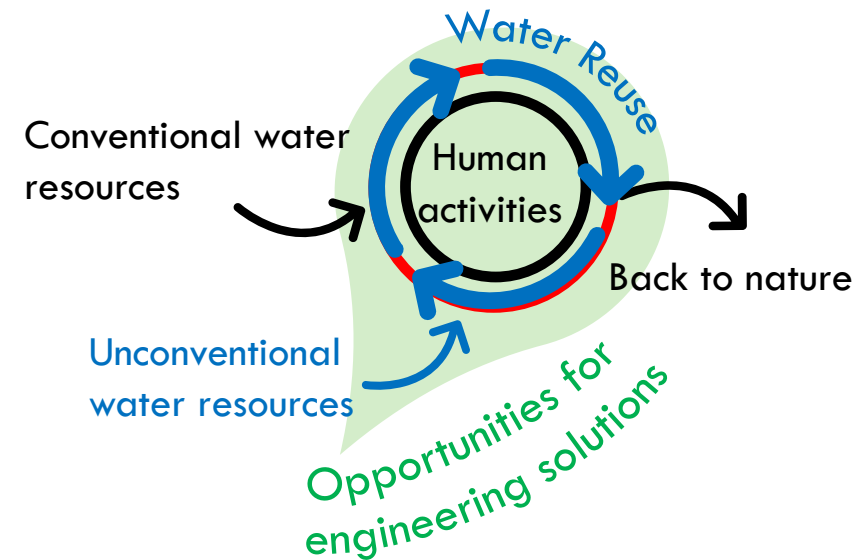 Water Reuse
Conventional water
resources
Human
activities
Back to nature
Unconventional
water resources
Opportunities for
engineering solutions